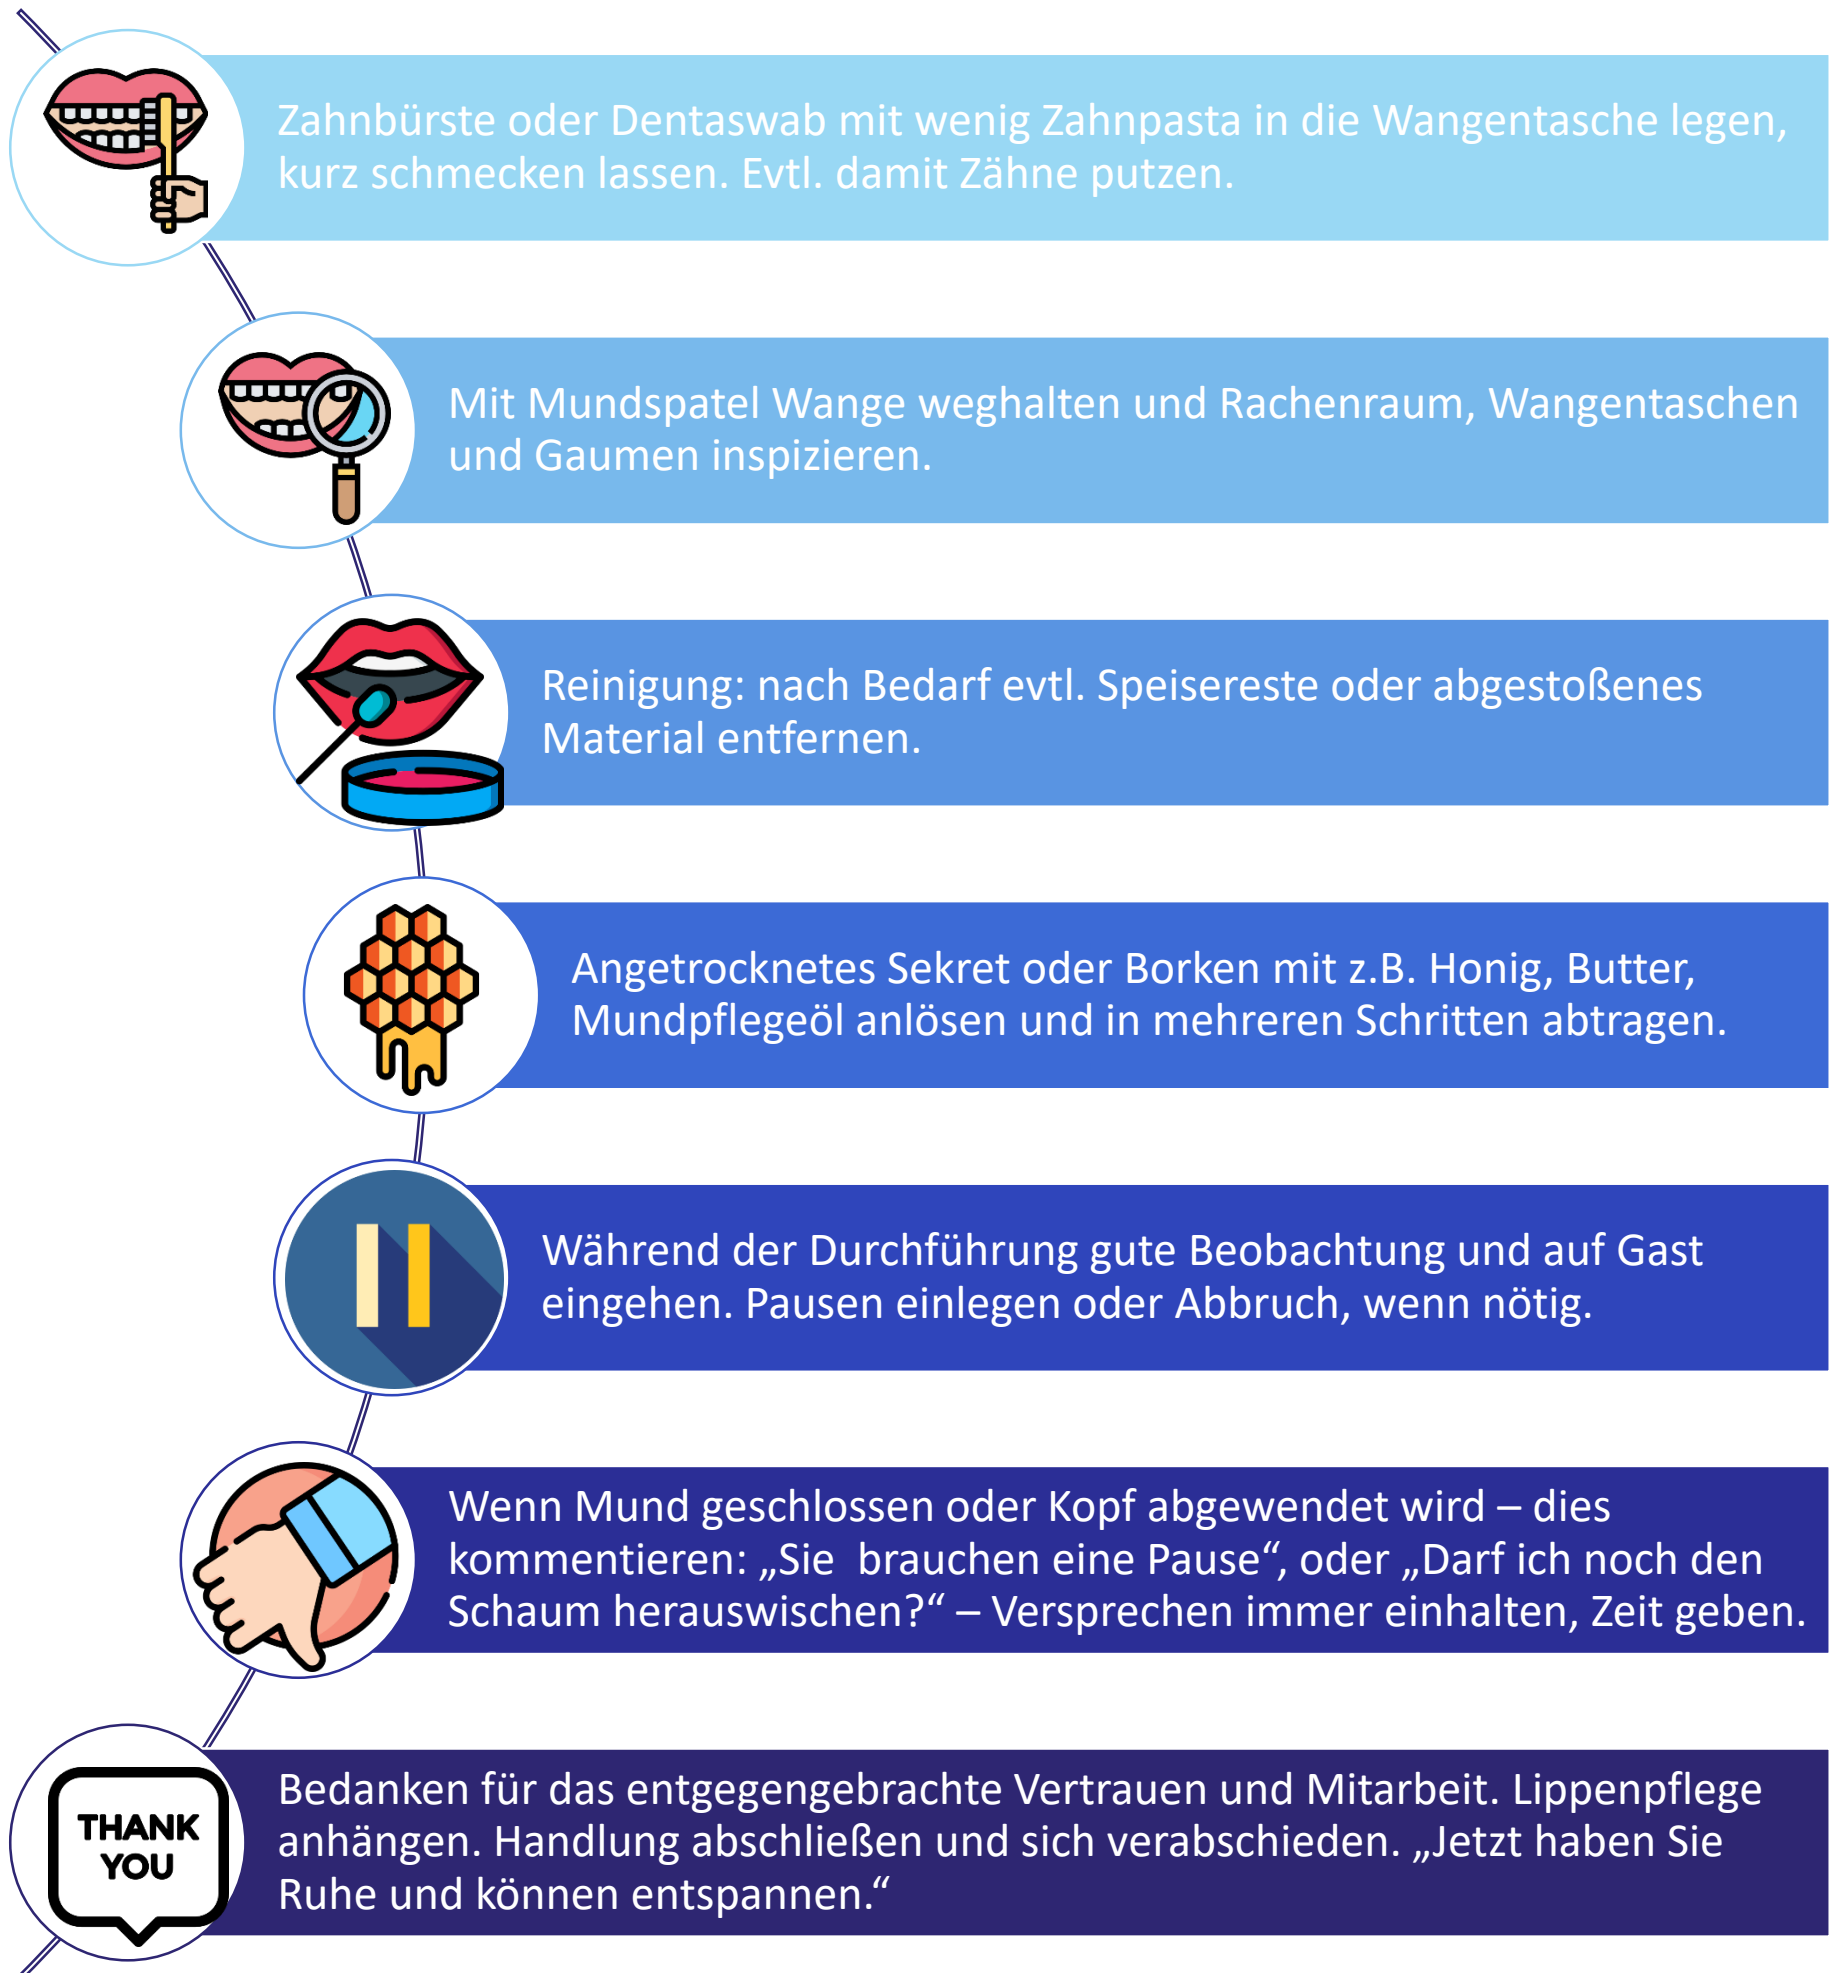 Zahnbürste oder Dentaswab mit wenig Zahnpasta in die Wangentasche legen,
kurz schmecken lassen. Evtl. damit Zähne putzen.
Mit Mundspatel Wange weghalten und Rachenraum, Wangentaschen
und Gaumen inspizieren.
Reinigung: nach Bedarf evtl. Speisereste oder abgestoßenes
Material entfernen.
Angetrocknetes Sekret oder Borken mit z.B. Honig, Butter,
Mundpflegeöl anlösen und in mehreren Schritten abtragen.
Während der Durchführung gute Beobachtung und auf Gast
eingehen. Pausen einlegen oder Abbruch, wenn nötig.
Wenn Mund geschlossen oder Kopf abgewendet wird – dies
kommentieren: „Sie  brauchen eine Pause“, oder „Darf ich noch den
Schaum herauswischen?“ – Versprechen immer einhalten, Zeit geben.
THANK
YOU
Bedanken für das entgegengebrachte Vertrauen und Mitarbeit. Lippenpflege
anhängen. Handlung abschließen und sich verabschieden. „Jetzt haben Sie
Ruhe und können entspannen.“